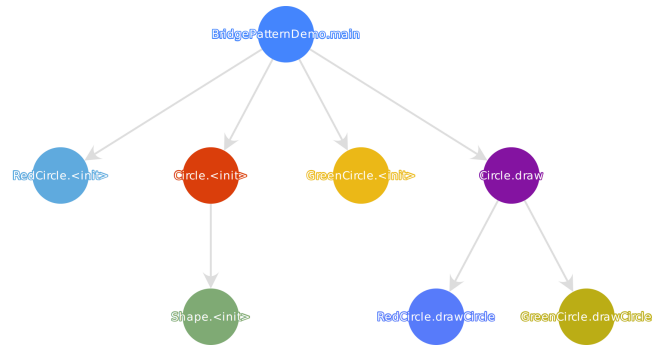 BridgePatternDemo.main
RedCircle.<init>
Circle.<init>
GreenCircle.<init>
Circle.draw
Shape.<init>
RedCircle.drawCircle
GreenCircle.drawCircle